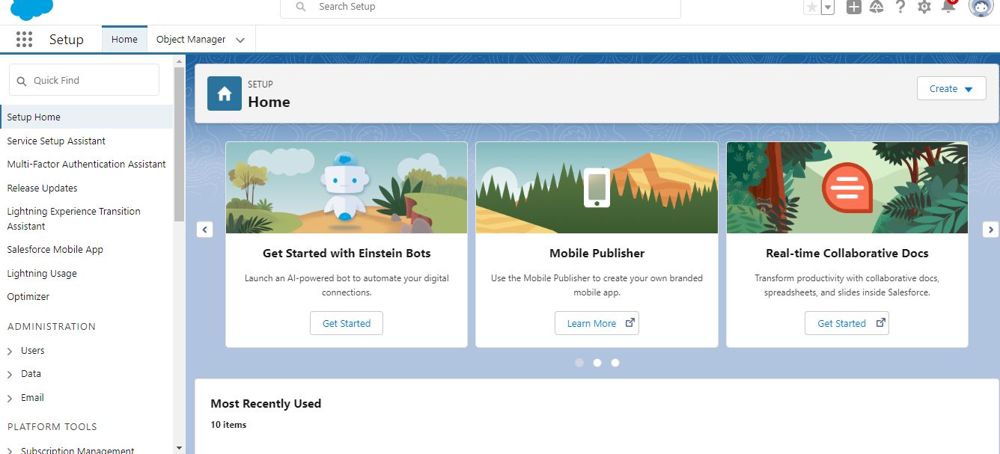 Search Setup
Setup
Home
Object Manager
Quick Find
Setup Home
Service Setup Assistant
Multi-Factor Authentication Assistant
Release Updates
Lightning Experience Transition
Assistant
Salesforce Mobile App
Lightning Usage
Optimizer
ADMINISTRATION
Users
Data
Email
PLATFORM TOOLS
Subscription Management
SETUP
Home
Create
Get Started with Einstein Bots
Launch an AI-powered bot to automate your digital
connections.
Get Started
Mobile Publisher
Use the Mobile Publisher to create your own branded
mobile app.
Learn More
Real-time Collaborative Docs
Transform productivity with collaborative docs,
spreadsheets, and slides inside Salesforce.
Get Started
Most Recently Used
10 items